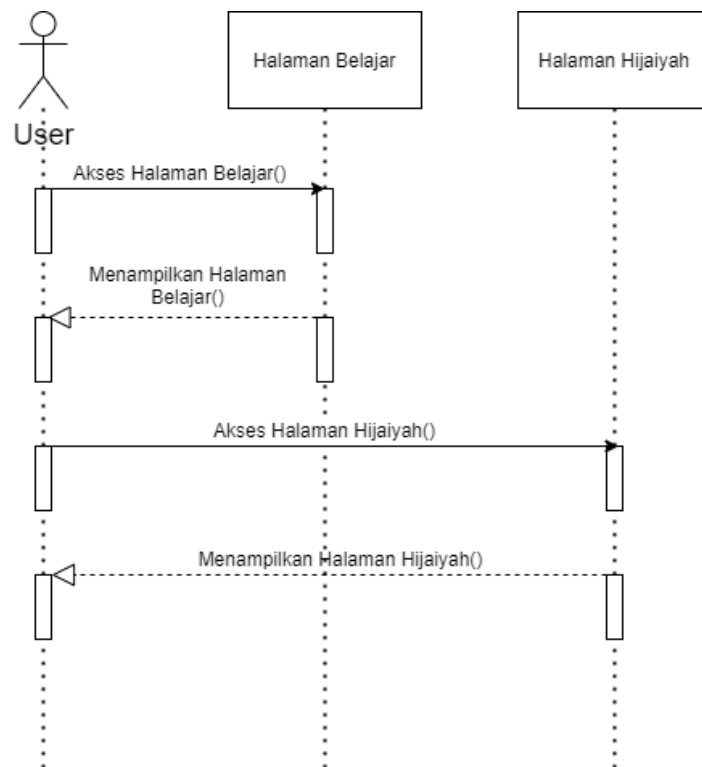 Halaman Belajar
Halaman Hijaiyah
User
Akses Halaman Belajar()
Menampilkan Halaman
Belajar()
Akses Halaman Hijaiyah()
Menampilkan Halaman Hijaiyah()